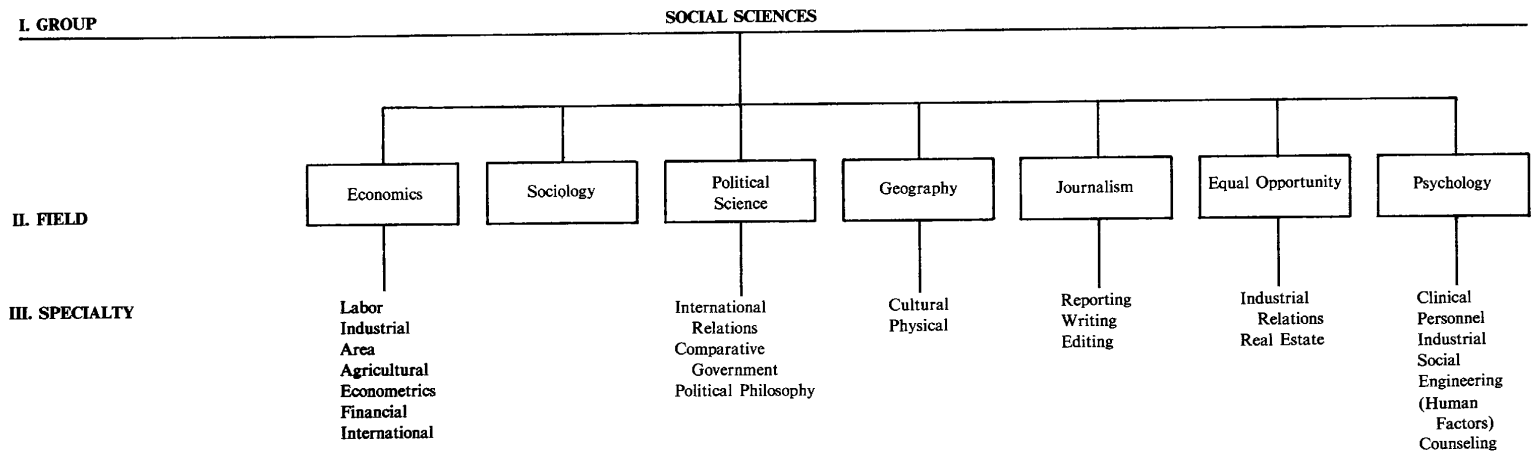 I. GROUP
SOCIAL SCIENCES
Economics
Sociology
Political
Science
Geography
Journalism
Equal Opportunity
Psychology
II. FIELD
III. SPECIALTY
Labor
Industrial
Area
Agricultural
Econometrics
Financial
International
International
Relations
Comparative
Government
Political Philosophy
Cultural
Physical
Reporting
Writing
Editing
Industrial
Relations
Real Estate
Clinical
Personnel
Industrial
Social
Engineering
(Human
Factors)
Counseling